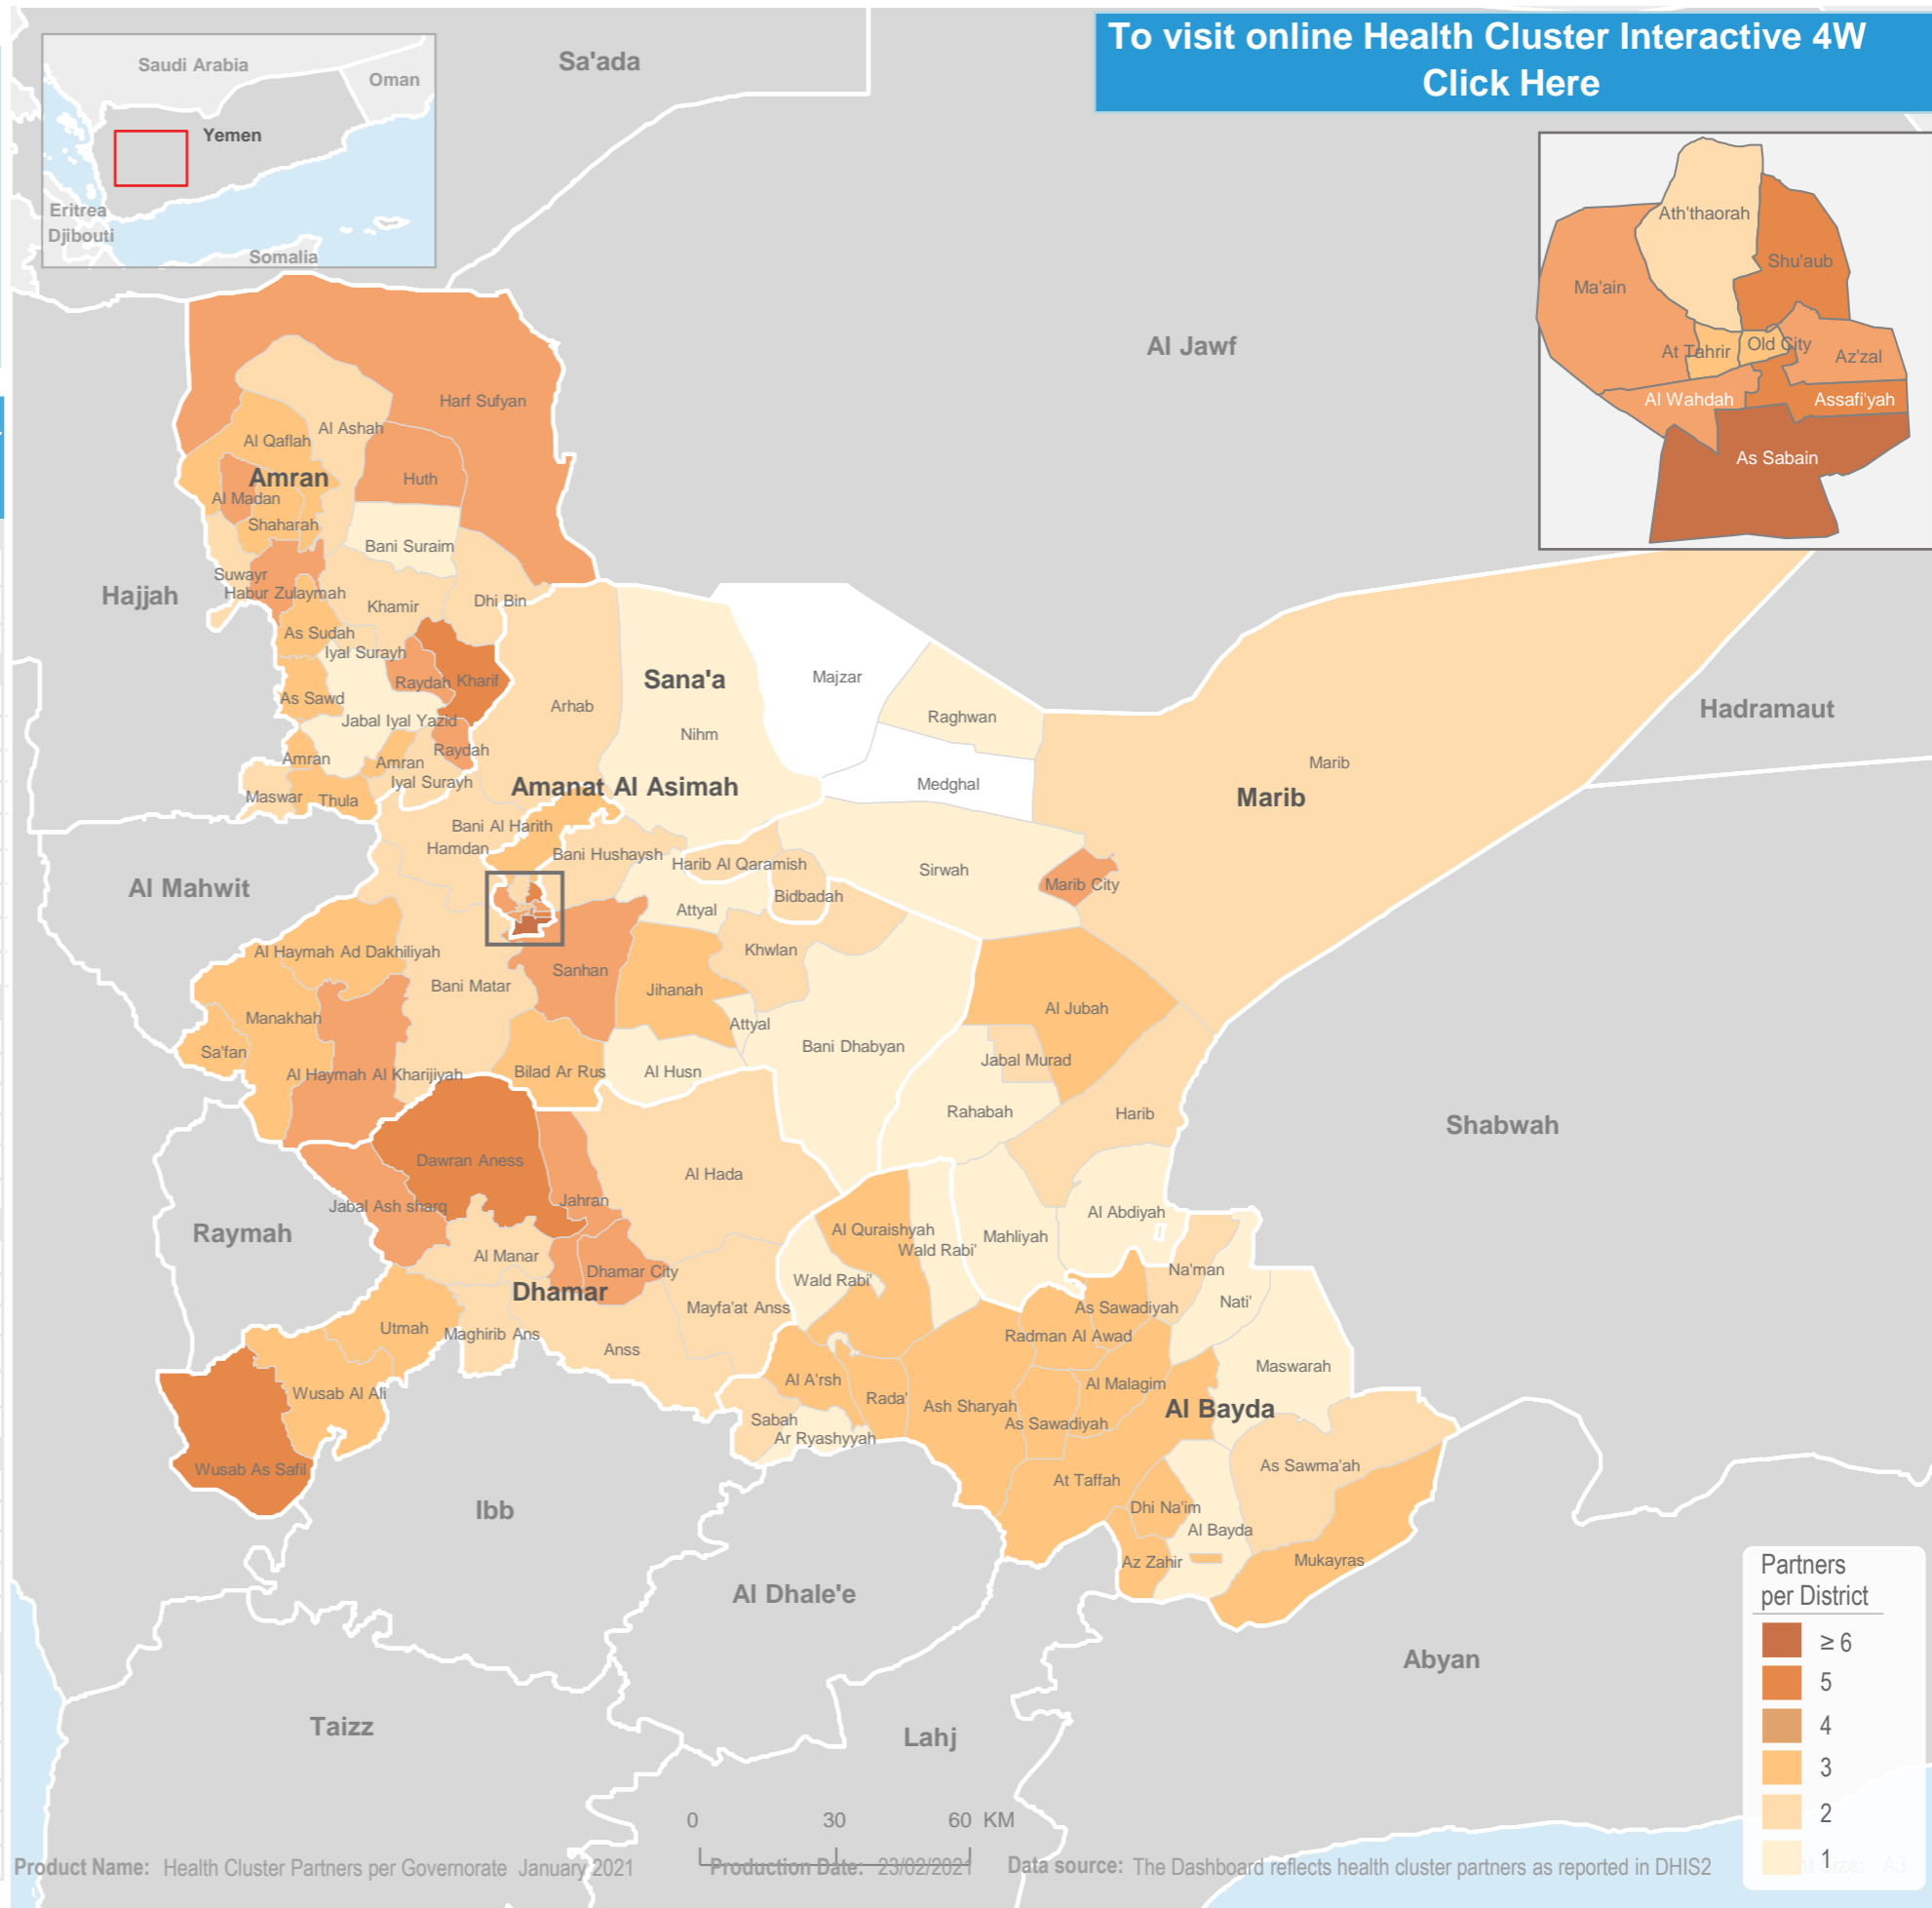 To visit online Health Cluster Interactive 4W
Click Here
Saudi Arabia
Oman
Yemen
Eritrea
Djibouti
Somalia
Sa'ada
Al Jawf
Hajjah
Hadramaut
Al Mahwit
Shabwah
Raymah
Ibb
Al Dhale'e
Taizz
Lahj
Abyan
Ath'thaorah
Shu'aub
Ma'ain
At Tahrir
Old City
Az'zal
Al Wahdah
Assafi'yah
As Sabain
Harf Sufyan
Al Ashah
Al Qaflah
Amran
Huth
Al Madan
Shaharah
Bani Suraim
Suwayr
Habur Zulaymah
Khamir
Dhi Bin
As Sudah
Iyal Surayh
Raydah
Kharif
As Sawd
Jabal Iyal Yazid
Raydah
Amran
Amran
Iyal Surayh
Maswar
Thula
Arhab
Sana'a
Nihm
Majzar
Raghwan
Medghal
Marib
Marib
Amanat Al Asimah
Bani Al Harith
Hamdan
Bani Hushaysh
Harib Al Qaramish
Sirwah
Marib City
Bidbadah
Attyal
Khwlan
Al Haymah Ad Dakhiliyah
Bani Matar
Sanhan
Jihanah
Attyal
Manakhah
Sa'fan
Al Haymah Al Kharijiyah
Bilad Ar Rus
Al Husn
Bani Dhabyan
Al Jubah
Jabal Murad
Rahabah
Harib
Dawran Aness
Al Hada
Jabal Ash sharq
Jahran
Al Manar
Dhamar City
Dhamar
Mayfa'at Anss
Utmah
Maghirib Ans
Anss
Wusab Al Ali
Wusab As Safil
Al Quraishyah
Wald Rabi'
Wald Rabi'
Mahliyah
Al Abdiyah
Na'man
Nati'
As Sawadiyah
Radman Al Awad
Maswarah
Al A'rsh
Rada'
Ash Sharyah
Al Malagim
Al Bayda
As Sawadiyah
Sabah
Ar Ryashyyah
At Taffah
As Sawma'ah
Dhi Na'im
Al Bayda
Az Zahir
Mukayras
Partners
per District
≥ 6
5
4
3
2
1
0 30 60 KM
Product Name: Health Cluster Partners per Governorate January 2021 Production Date: 23/02/2021 Data source: The Dashboard reflects health cluster partners as reported in DHIS2 Size: A3